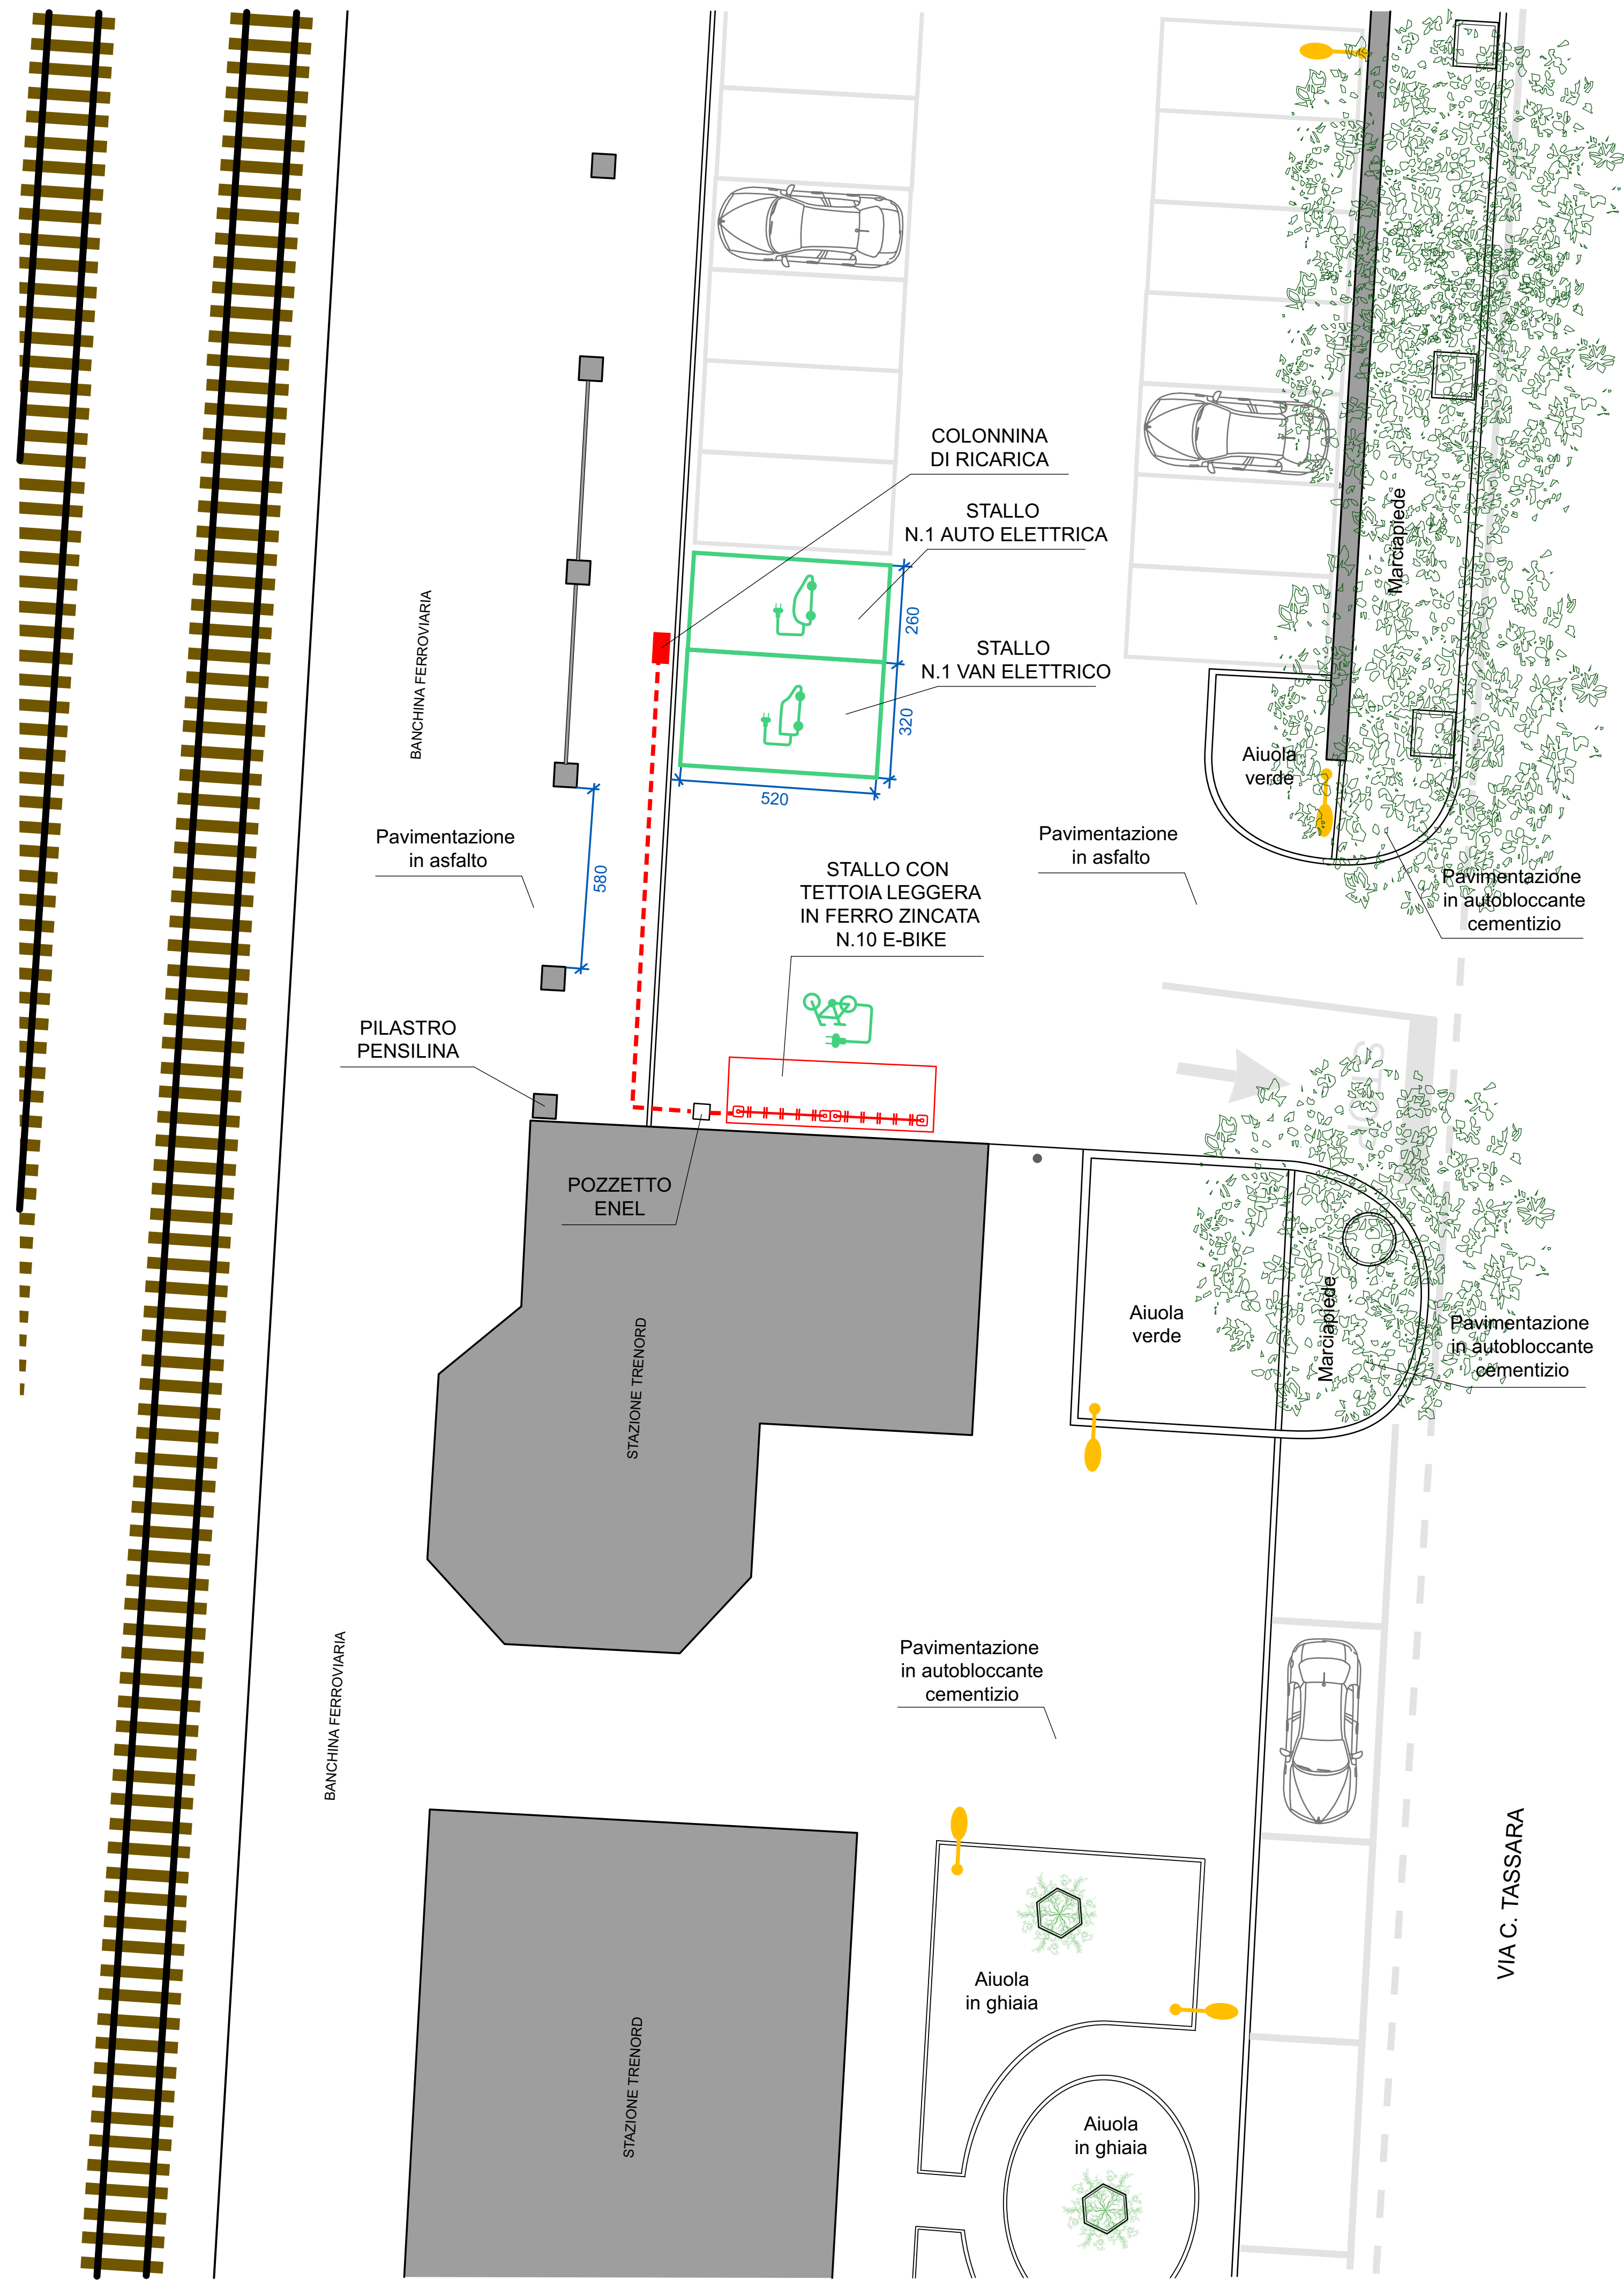 COLONNINA
DI RICARICA
STALLO
N.1 AUTO ELETTRICA
Marciapiede
260
BANCHINA FERROVIARIA
STALLO
N.1 VAN ELETTRICO
320
520
Aiuola
verde
Pavimentazione
in asfalto
580
Pavimentazione
in asfalto
STALLO CON
TETTOIA LEGGERA
IN FERRO ZINCATA
N.10 E-BIKE
Pavimentazione
in autobloccante
cementizio
PILASTRO
PENSILINA
STOP
POZZETTO
ENEL
Aiuola
verde
Marciapiede
Pavimentazione
in autobloccante
cementizio
STAZIONE TRENORD
BANCHINA FERROVIARIA
Pavimentazione
in autobloccante
cementizio
VIA C. TASSARA
Aiuola
in ghiaia
STAZIONE TRENORD
Aiuola
in ghiaia